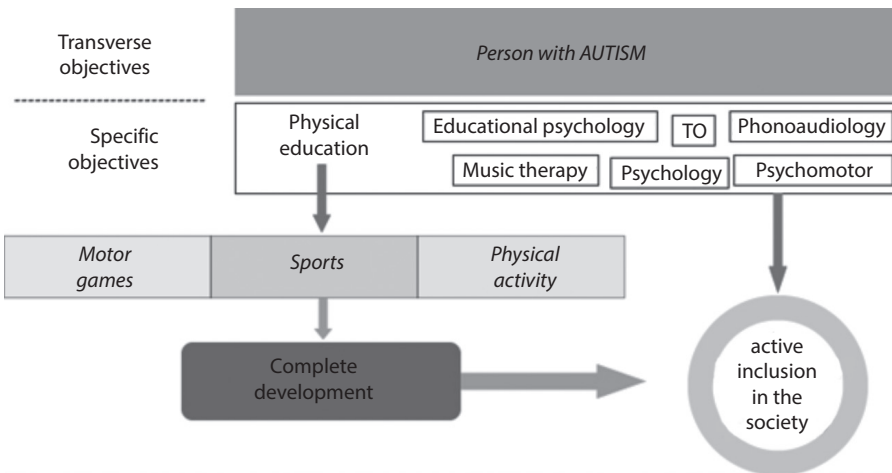 Transverse
objectives
Person with AUTISM
Specific
objectives
Physical
education
Educational psychology
TO
Phonoaudiology
Music therapy
Psychology
Psychomotor
Motor
games
Sports
Physical
activity
Complete
development
active
inclusion
in the
society